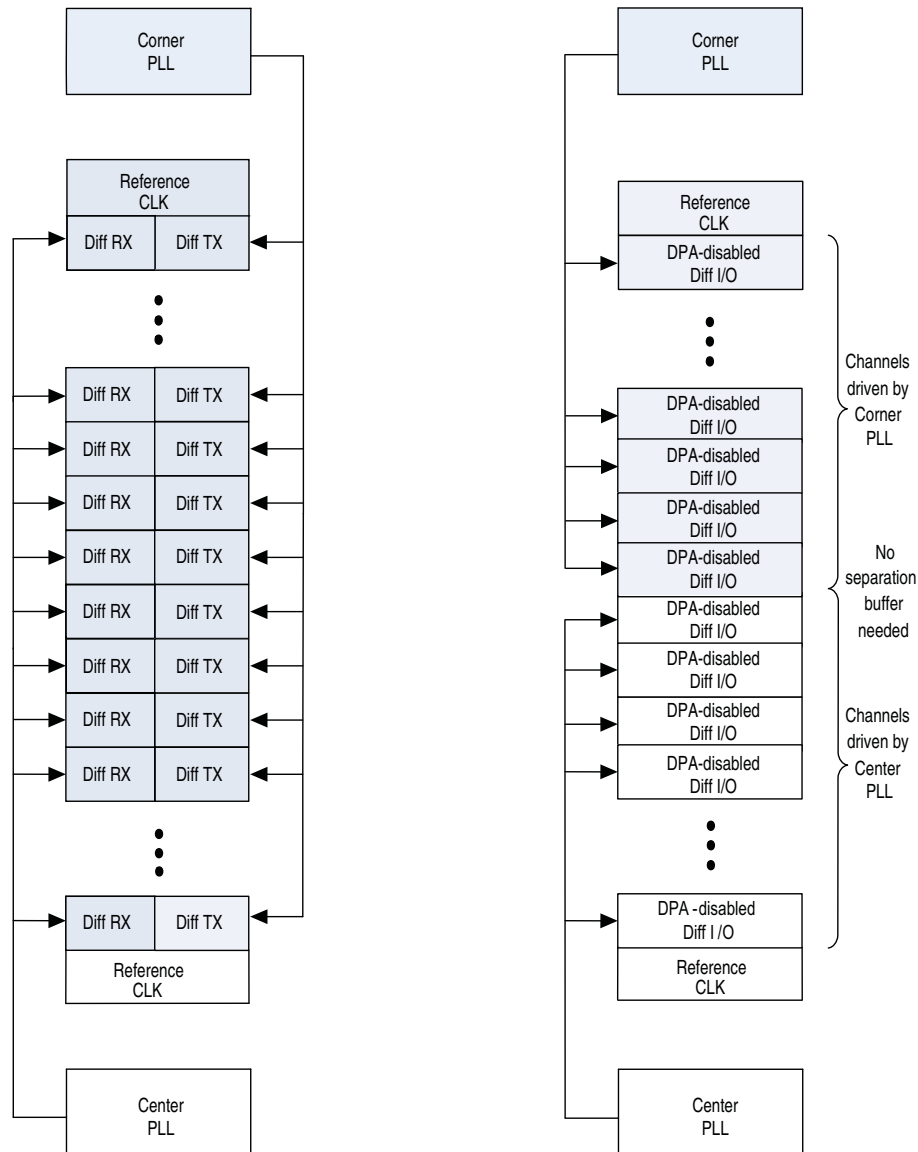 Corner
PLL
Reference
CLK
Diff RX
Diff TX
Diff RX
Diff TX
Diff RX
Diff TX
Diff RX
Diff TX
Diff RX
Diff TX
Diff RX
Diff TX
Diff RX
Diff TX
Diff RX
Diff TX
Diff RX
Diff TX
Diff RX
Diff TX
Reference
CLK
Center
PLL
Corner
PLL
Reference
CLK
DPA-disabled
Diff I/O
DPA-disabled
Diff I/O
DPA-disabled
Diff I/O
DPA-disabled
Diff I/O
DPA-disabled
Diff I/O
DPA-disabled
Diff I/O
DPA-disabled
Diff I/O
DPA-disabled
Diff I/O
DPA-disabled
Diff I/O
DPA -disabled
Diff I /O
Reference
CLK
Center
PLL
Channels
driven by
Corner
PLL
No
separation
buffer
needed
Channels
driven by
Center
PLL